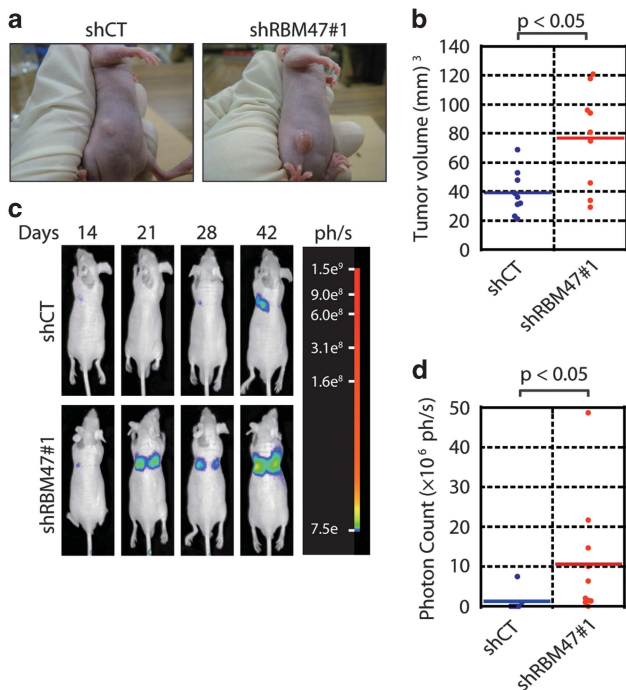 a
shCT
shRBM47#1
b
p < 0.05
Tumor volume (mm) ³
140
120
100
80
60
40
20
0
shCT
shRBM47#1
c
Days 14 21 28 42 ph/s
shCT
shRBM47#1
1.5e⁹
9.0e⁸
6.0e⁸
3.1e⁸
1.6e⁸
7.5e
d
p < 0.05
Photon Count (×10⁶ ph/s)
50
40
30
20
10
0
shCT
shRBM47#1